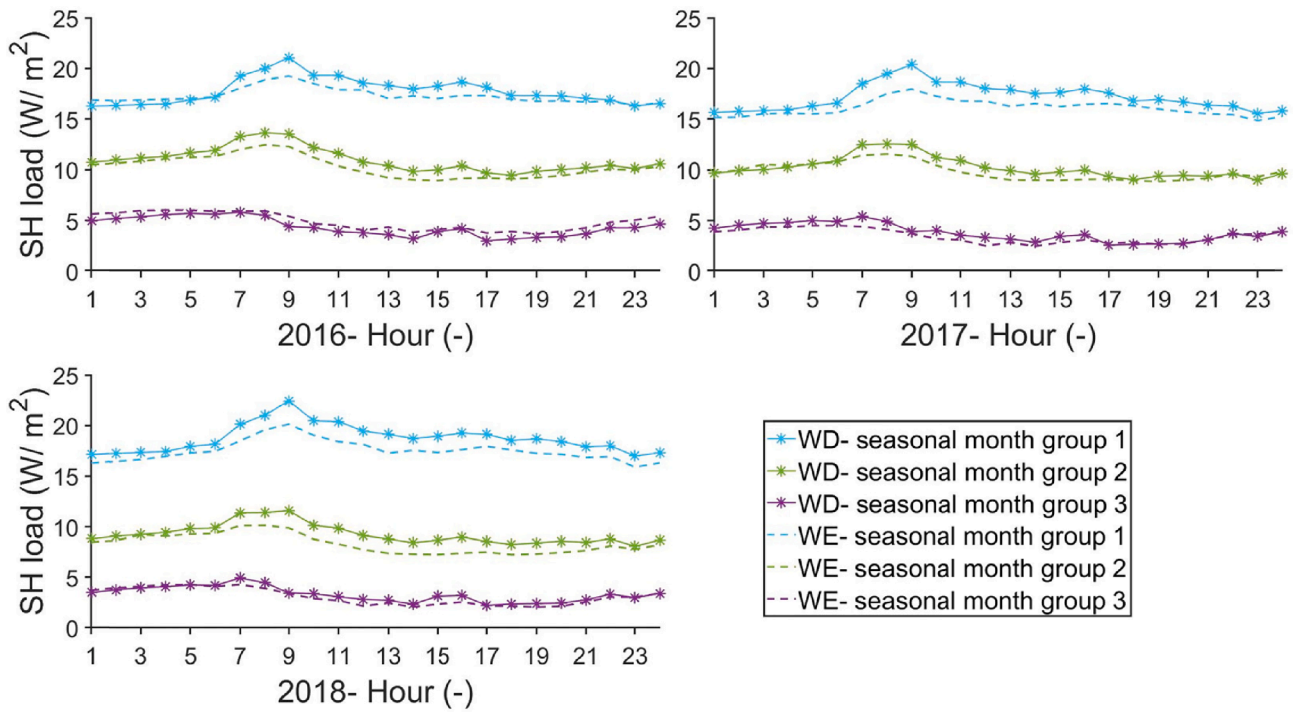 SH load (W/ m²)
25
20
15
10
5
0
1 3 5 7 9 11 13 15 17 19 21 23
2016- Hour (-)
25
20
15
10
5
0
1 3 5 7 9 11 13 15 17 19 21 23
2017- Hour (-)
SH load (W/ m²)
25
20
15
10
5
0
1 3 5 7 9 11 13 15 17 19 21 23
2018- Hour (-)
WD- seasonal month group 1
WD- seasonal month group 2
WD- seasonal month group 3
WE- seasonal month group 1
WE- seasonal month group 2
WE- seasonal month group 3